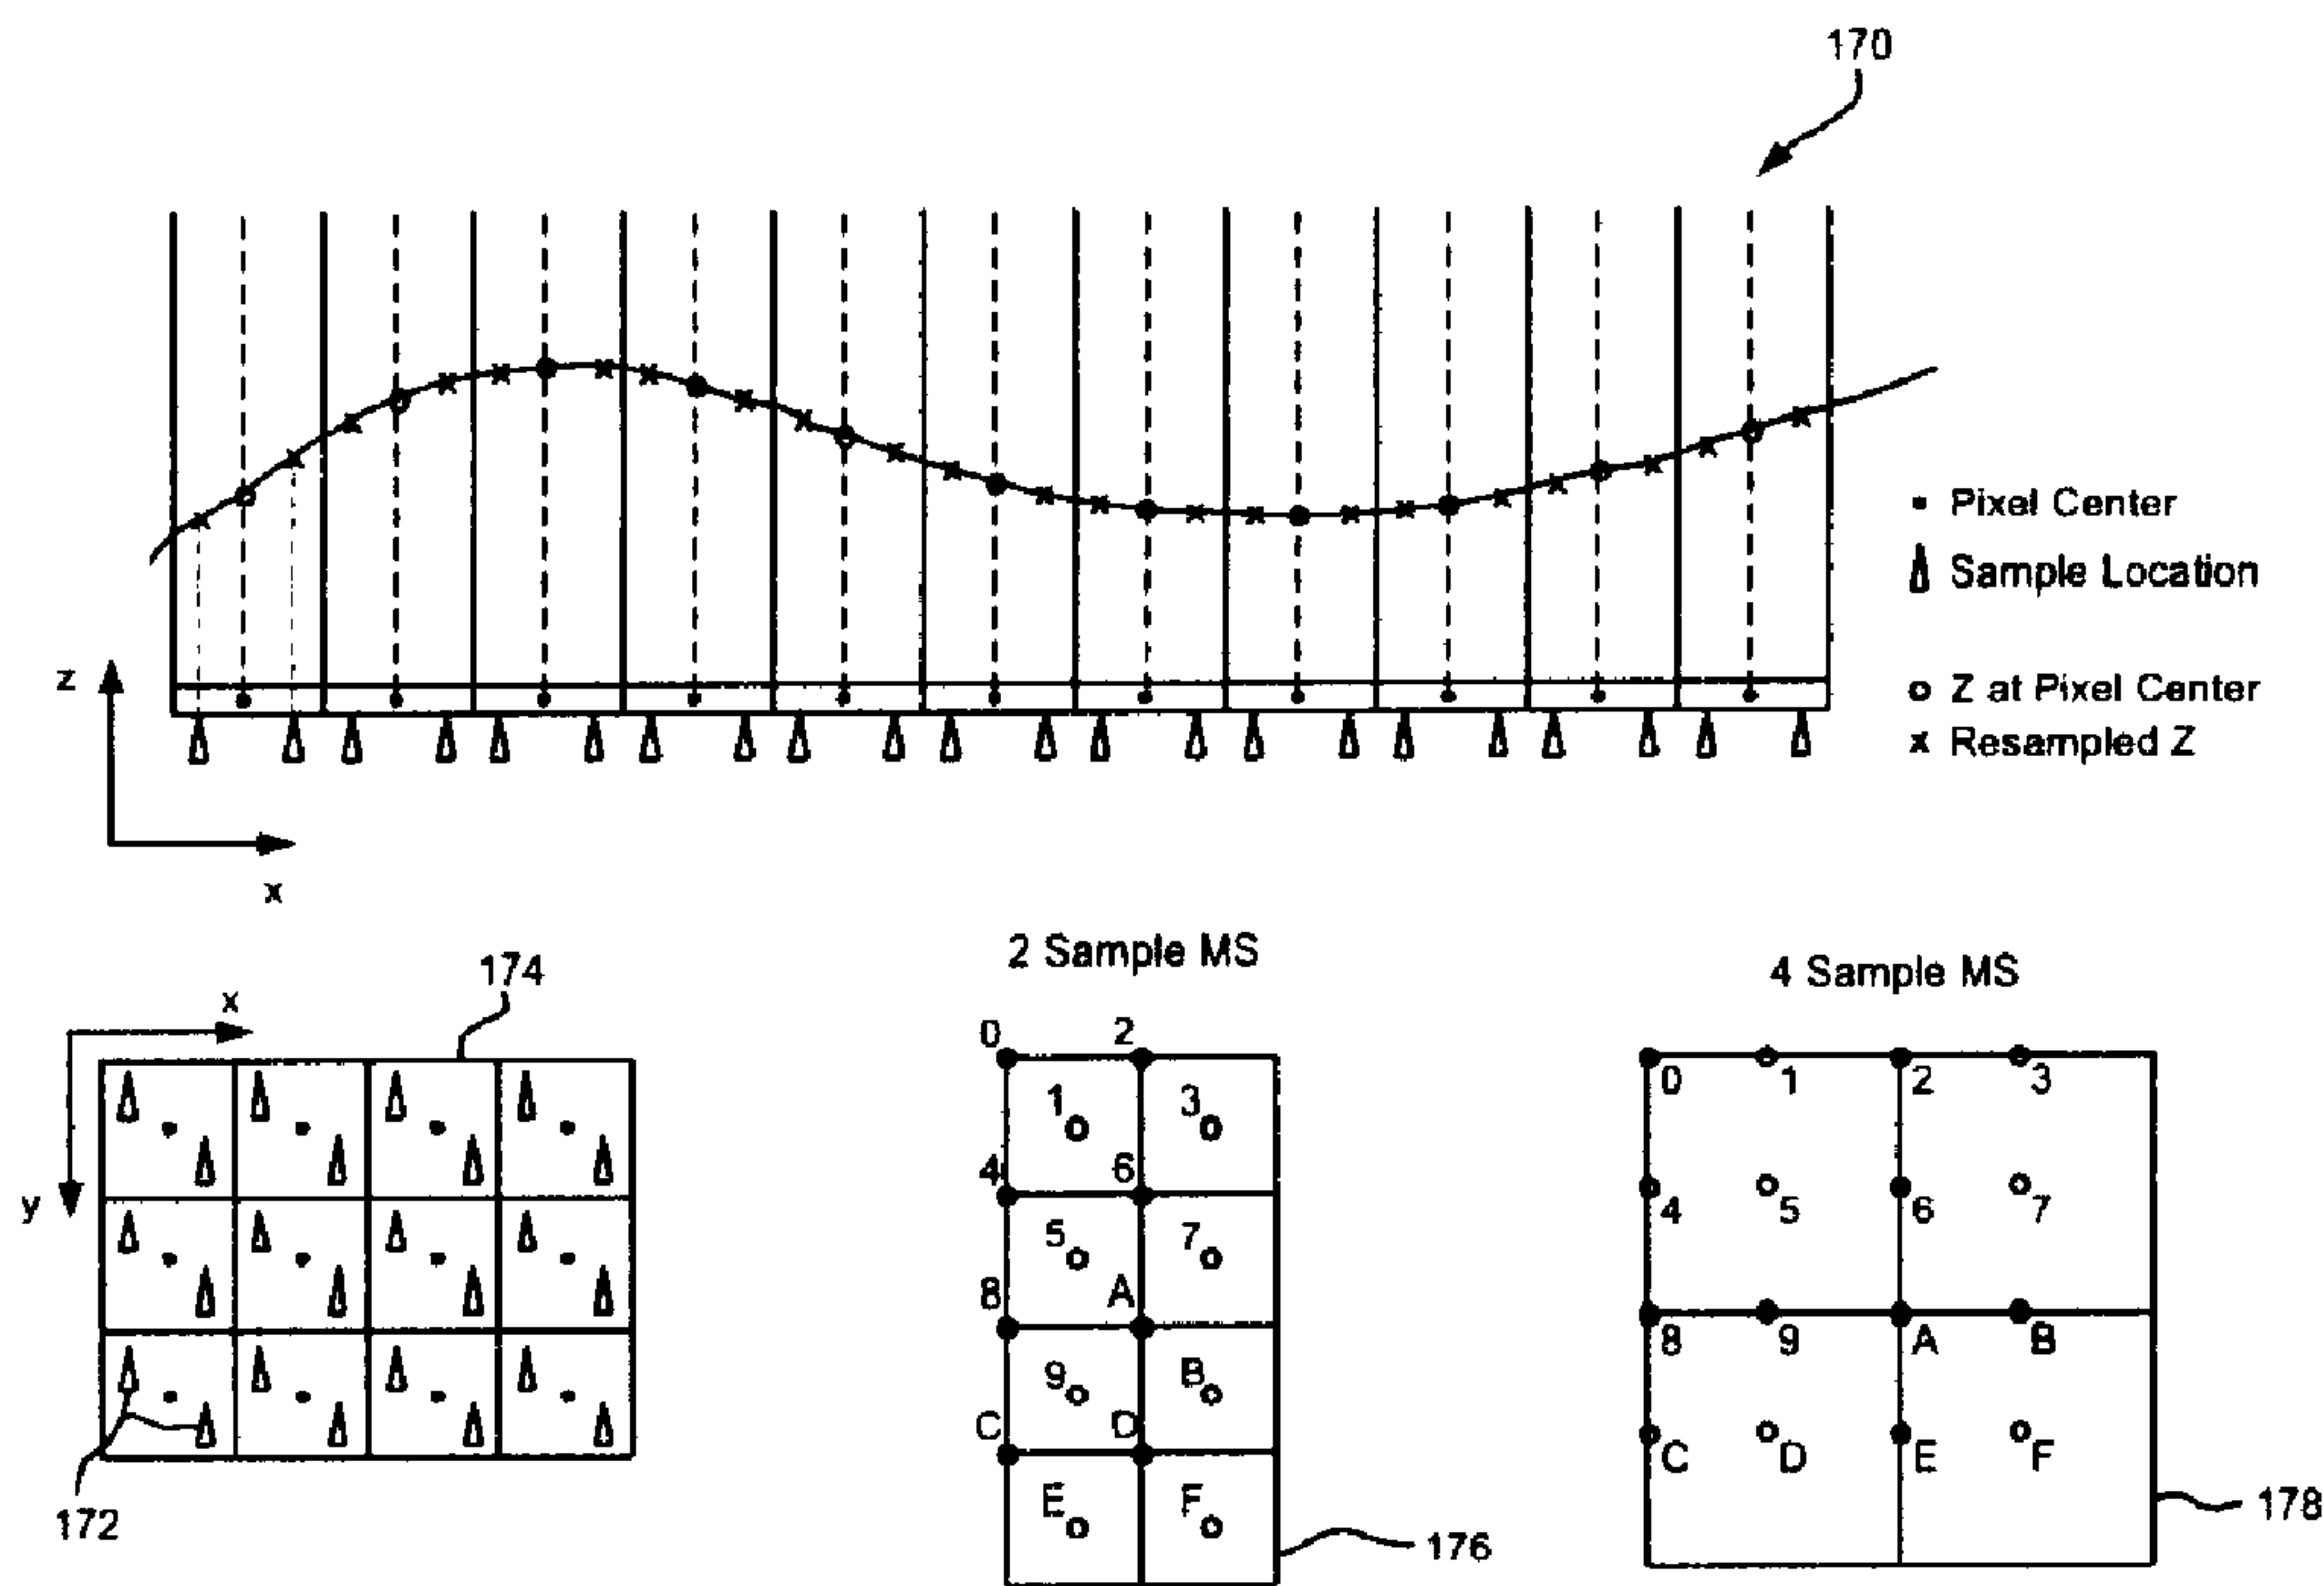 170
Pixel Center
Sample Location
Z at Pixel Center
x Resampled Z
z
x
174
x
y
172
2 Sample MS
0 2
1 3
4 6
5 7
8 A
9 B
C D
E F
176
4 Sample MS
0 1 2 3
4 5 6 7
8 9 A B
C D E F
178